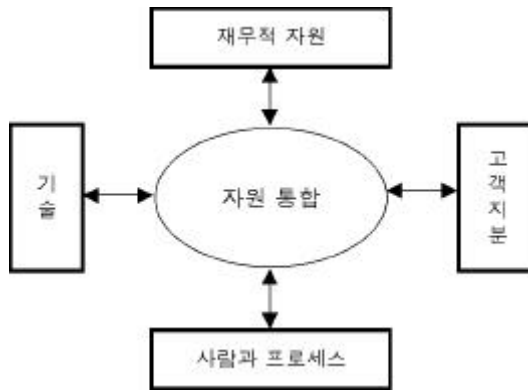 재무적 자원
기술
자원 통합
고객지분
사람과 프로세스